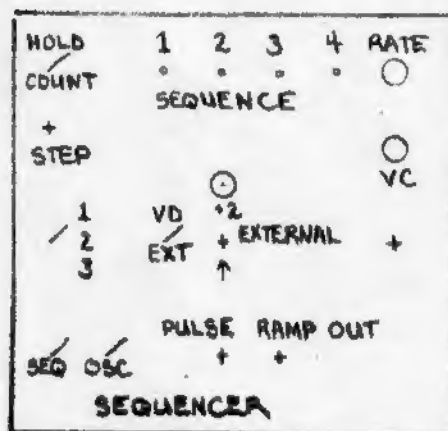 HOLD 1 2 3 4 RATE
COUNT
SEQUENCE
STEP
VC
1 VD +2
2 EXT EXTERNAL
3
PULSE RAMP OUT
SEQ OSC
SEQUENCER